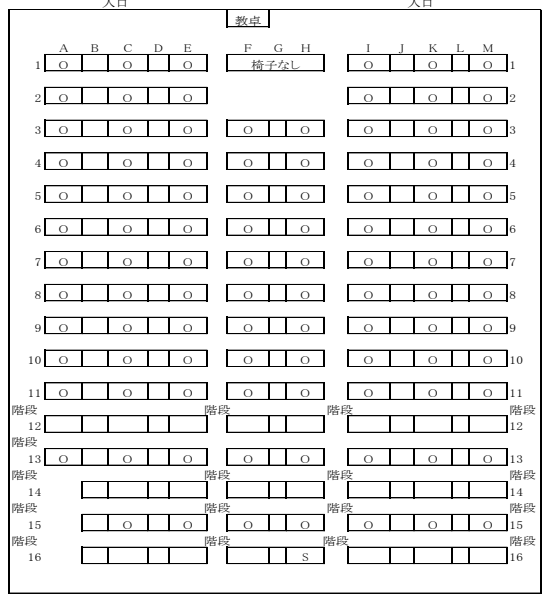 入口 入口
教卓
A B C D E F G H I J K L M
1 O O O 椅子なし O O O 1
2 O O O O O O 2
3 O O O O O O O O 3
4 O O O O O O O O 4
5 O O O O O O O O 5
6 O O O O O O O O 6
7 O O O O O O O O 7
8 O O O O O O O O 8
9 O O O O O O O O 9
10 O O O O O O O O 10
11 O O O O O O O O 11
階段 階段 階段 階段
12 12
階段
13 O O O O O O O O 13
階段 階段 階段 階段
14 14
階段 階段 階段 階段
15 O O O O O O O 15
階段 階段 階段 階段
16 S 16